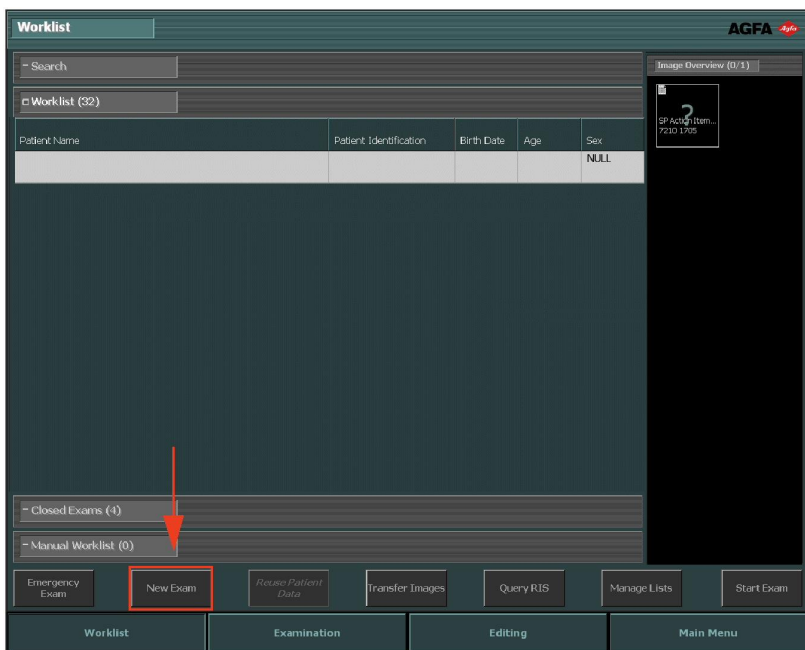 Worklist
AGFA
Agfa
- Search
Image Overview (0/1)
Worklist (32)
?
SP Action Item...
7210 1705
Patient Name Patient Identification Birth Date Age Sex
NULL
- Closed Exams (4)
- Manual Worklist (0)
Emergency Exam New Exam Reuse Patient Data Transfer Images Query RIS Manage Lists Start Exam
Worklist Examination Editing Main Menu